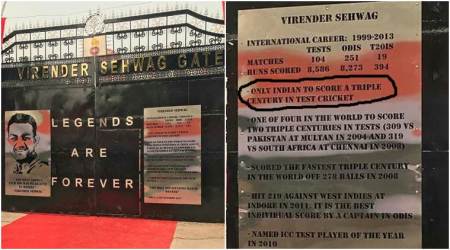 VIRENDER SEHWAG GATE
LEGENDS
ARE
FOREVER
VIRENDER SEHWAG
INTERNATIONAL CAREER: 1999-2013
TESTS ODIS T20IS
MATCHES 104 251 19
RUNS SCORED 8,586 8,273 394
ONLY INDIAN TO SCORE A TRIPLE
CENTURY IN TEST CRICKET
ONE OF FOUR IN THE WORLD TO SCORE
TWO TRIPLE CENTURIES IN TESTS (309 VS
PAKISTAN AT MULTAN IN 2004 AND 319
VS SOUTH AFRICA AT CHENNAI IN 2008)
- SCORED THE FASTEST TRIPLE CENTURY
IN THE WORLD OFF 278 BALLS IN 2008
- HIT 219 AGAINST WEST INDIES AT
INDORE IN 2011; IT IS THE BEST
INDIVIDUAL SCORE BY A CAPTAIN IN ODIS
- NAMED ICC TEST PLAYER OF THE YEAR
IN 2010